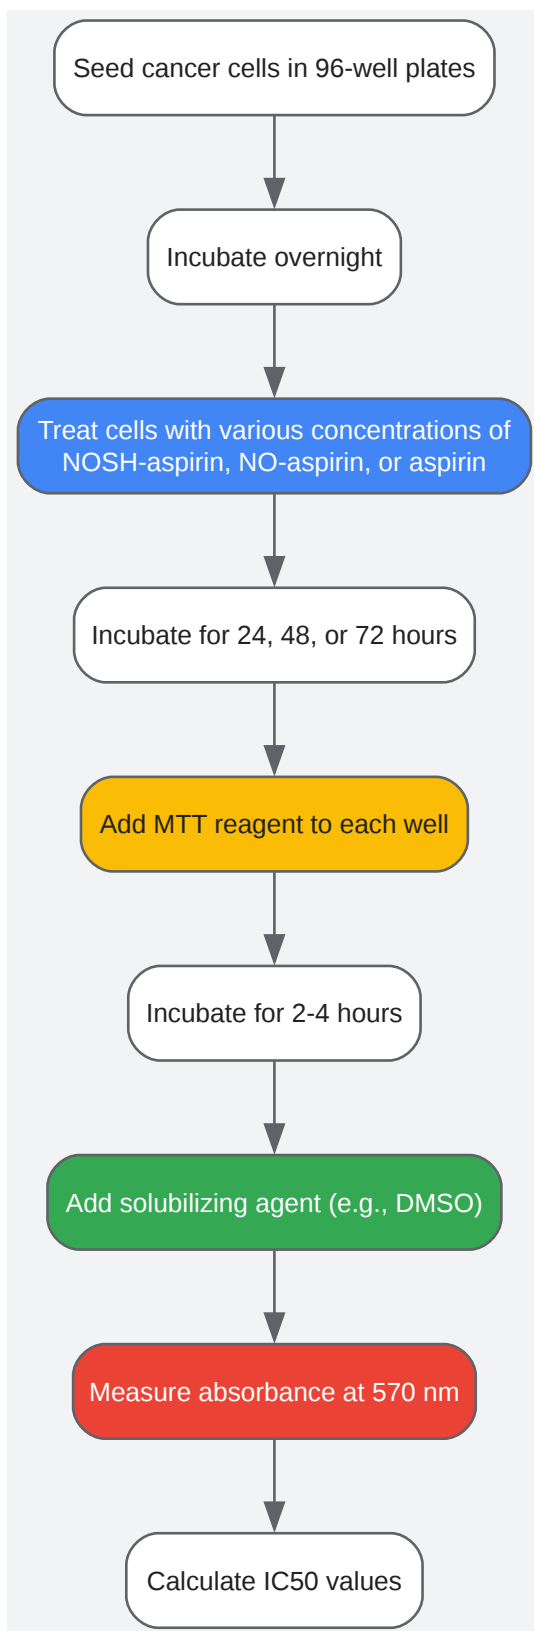 Seed cancer cells in 96-well plates
Incubate overnight
Treat cells with various concentrations of
NOSH-aspirin, NO-aspirin, or aspirin
Incubate for 24, 48, or 72 hours
Add MTT reagent to each well
Incubate for 2-4 hours
Add solubilizing agent (e.g., DMSO)
Measure absorbance at 570 nm
Calculate IC50 values